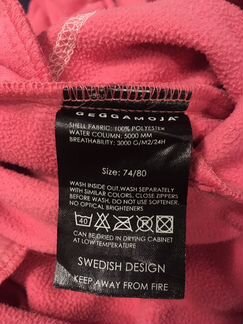 GEGGAMOJA
SHELL FABRIC: 100% POLYESTER
WATER COLUMN: 5000 MM
BREATHABILITY: 3000 G/M2/24H
Size: 74/80
WASH INSIDE OUT, WASH SEPARATELY
WITH SIMILAR COLORS, CLOSE ZIPPERS
BEFORE WASH, DO NOT USE SOFTENER,
NO OPTICAL BRIGHTENERS
40
CAN BE DRIED IN DRYING CABINET
AT LOW TEMPERATURE
SWEDISH DESIGN
KEEP AWAY FROM FIRE